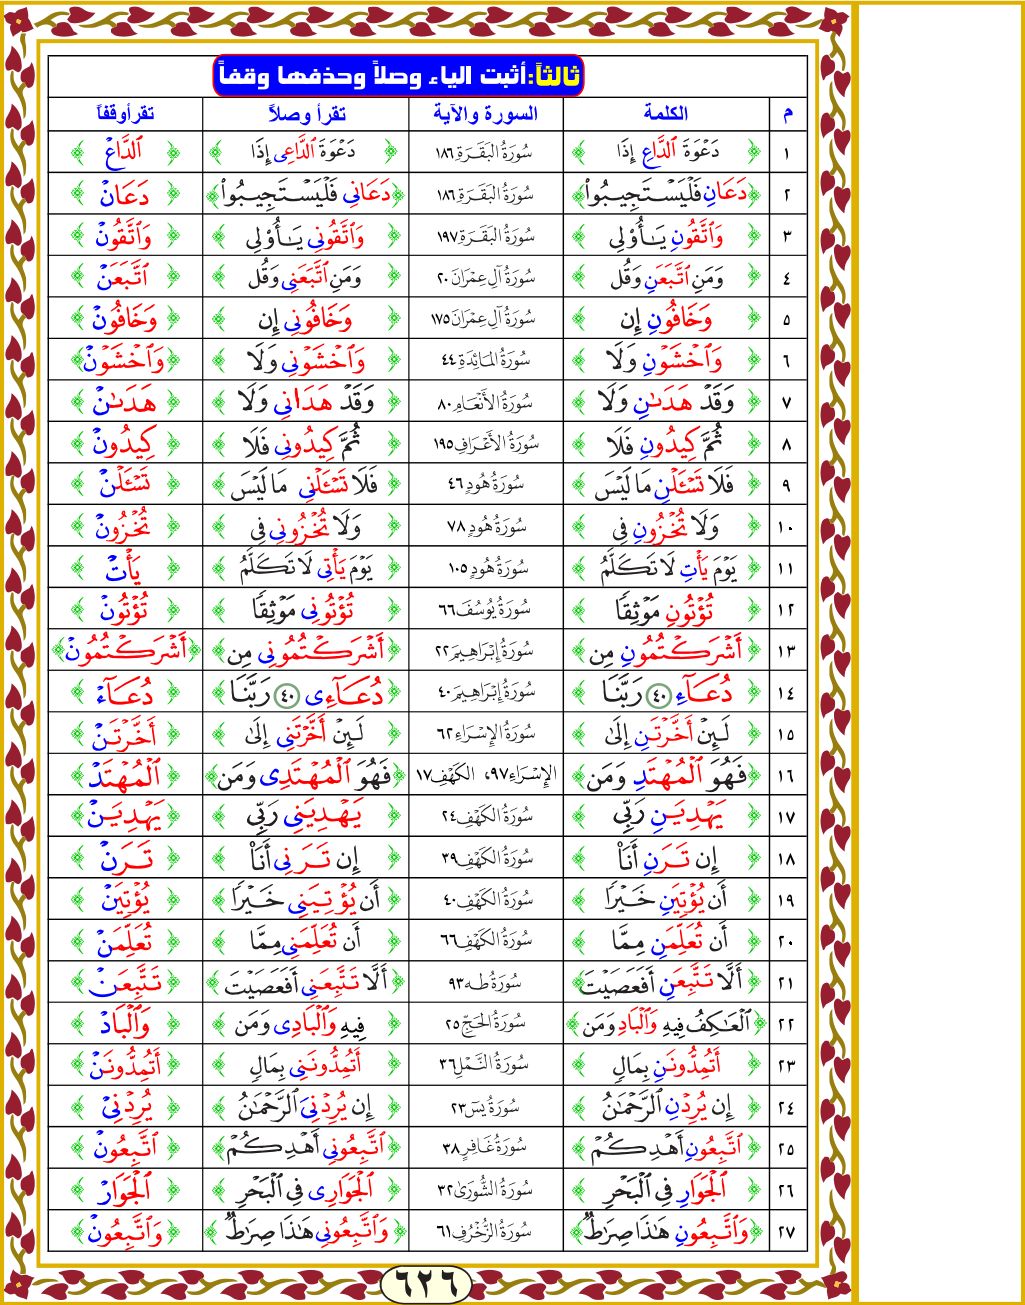 ثالثاً: أثبت الياء وصلاً وحذفها وقفاً
م الكلمة السورة والآية تقرأ وصلاً تقرأ وقفاً
١ ﴿ دَعۡوَةَ ٱلدَّاعِ إِذَا ﴾ سُورَةُ البَقَرَةِ ١٨٦ ﴿ دَعۡوَةَ ٱلدَّاعِى إِذَا ﴾ ﴿ ٱلدَّاعۡ ﴾
٢ ﴿ دَعَانِ فَلۡيَسۡتَجِيبُواْ ﴾ سُورَةُ البَقَرَةِ ١٨٦ ﴿ دَعَانِى فَلۡيَسۡتَجِيبُواْ ﴾ ﴿ دَعَانۡ ﴾
٣ ﴿ وَٱتَّقُونِ يَٰٓأُوْلِى ﴾ سُورَةُ البَقَرَةِ ١٩٧ ﴿ وَٱتَّقُونِى يَٰٓأُوْلِى ﴾ ﴿ وَٱتَّقُونۡ ﴾
٤ ﴿ وَمَنِ ٱتَّبَعَنِ وَقُل ﴾ سُورَةُ آلِ عِمۡرَانَ ٢٠ ﴿ وَمَنِ ٱتَّبَعَنِى وَقُل ﴾ ﴿ ٱتَّبَعَنۡ ﴾
٥ ﴿ وَخَافُونِ إِن ﴾ سُورَةُ آلِ عِمۡرَانَ ١٧٥ ﴿ وَخَافُونِى إِن ﴾ ﴿ وَخَافُونۡ ﴾
٦ ﴿ وَٱخۡشَوۡنِ وَلَا ﴾ سُورَةُ المَائـِدَةِ ٤٤ ﴿ وَٱخۡشَوۡنِى وَلَا ﴾ ﴿ وَٱخۡشَوۡنۡ ﴾
٧ ﴿ وَقَدۡ هَدَىٰنِ وَلَا ﴾ سُورَةُ الأَنۡعَامِ ٨٠ ﴿ وَقَدۡ هَدَانِى وَلَا ﴾ ﴿ هَدَىٰنۡ ﴾
٨ ﴿ ثُمَّ كِيدُونِ فَلَا ﴾ سُورَةُ الأَعۡرَافِ ١٩٥ ﴿ ثُمَّ كِيدُونِى فَلَا ﴾ ﴿ كِيدُونۡ ﴾
٩ ﴿ فَلَا تَسۡـَٔلۡنِ مَا لَيۡسَ ﴾ سُورَةُ هُودٍ ٤٦ ﴿ فَلَا تَسۡـَٔلۡنِى مَا لَيۡسَ ﴾ ﴿ تَسۡـَٔلۡنۡ ﴾
١٠ ﴿ وَلَا تُخۡزُونِ فِى ﴾ سُورَةُ هُودٍ ٧٨ ﴿ وَلَا تُخۡزُونِى فِى ﴾ ﴿ تُخۡزُونۡ ﴾
١١ ﴿ يَوۡمَ يَأۡتِ لَا تَكَلَّمُ ﴾ سُورَةُ هُودٍ ١٠٥ ﴿ يَوۡمَ يَأۡتِى لَا تَكَلَّمُ ﴾ ﴿ يَأۡتۡ ﴾
١٢ ﴿ تُؤۡتُونِ مَوۡثِقًا ﴾ سُورَةُ يُوسُفَ ٦٦ ﴿ تُؤۡتُونِى مَوۡثِقًا ﴾ ﴿ تُؤۡتُونۡ ﴾
١٣ ﴿ أَشۡرَكۡتُمُونِ مِن ﴾ سُورَةُ إِبۡرَاهِيمَ ٢٢ ﴿ أَشۡرَكۡتُمُونِى مِن ﴾ ﴿ أَشۡرَكۡتُمُونۡ ﴾
١٤ ﴿ دُعَآءِ ٤٠ رَبَّنَا ﴾ سُورَةُ إِبۡرَاهِيمَ ٤٠ ﴿ دُعَآءِى ٤٠ رَبَّنَا ﴾ ﴿ دُعَآءۡ ﴾
١٥ ﴿ لَئِنۡ أَخَّرۡتَنِ إِلَىٰ ﴾ سُورَةُ الإِسۡرَاءِ ٦٢ ﴿ لَئِنۡ أَخَّرۡتَنِى إِلَىٰ ﴾ ﴿ أَخَّرۡتَنۡ ﴾
١٦ ﴿ فَهُوَ ٱلۡمُهۡتَدِ وَمَن ﴾ الإِسۡرَاءِ ٩٧، الكَهۡفِ ١٧ ﴿ فَهُوَ ٱلۡمُهۡتَدِى وَمَن ﴾ ﴿ ٱلۡمُهۡتَدۡ ﴾
١٧ ﴿ يَهۡدِيَنِ رَبِّى ﴾ سُورَةُ الكَهۡفِ ٢٤ ﴿ يَهۡدِيَنِى رَبِّى ﴾ ﴿ يَهۡدِيَنۡ ﴾
١٨ ﴿ إِن تَرَنِ أَنَا۠ ﴾ سُورَةُ الكَهۡفِ ٣٩ ﴿ إِن تَرَنِى أَنَا۠ ﴾ ﴿ تَرَنۡ ﴾
١٩ ﴿ أَن يُؤۡتِيَنِ خَيۡرًا ﴾ سُورَةُ الكَهۡفِ ٤٠ ﴿ أَن يُؤۡتِيَنِى خَيۡرًا ﴾ ﴿ يُؤۡتِيَنۡ ﴾
٢٠ ﴿ أَن تُعَلِّمَنِ مِمَّا ﴾ سُورَةُ الكَهۡفِ ٦٦ ﴿ أَن تُعَلِّمَنِى مِمَّا ﴾ ﴿ تُعَلِّمَنۡ ﴾
٢١ ﴿ أَلَّا تَتَّبِعَنِ أَفَعَصَيۡتَ ﴾ سُورَةُ طٰهٰ ٩٣ ﴿ أَلَّا تَتَّبِعَنِى أَفَعَصَيۡتَ ﴾ ﴿ تَتَّبِعَنۡ ﴾
٢٢ ﴿ ٱلۡعَٰكِفُ فِيهِ وَٱلۡبَادِ وَمَن ﴾ سُورَةُ الحَجِّ ٢٥ ﴿ فِيهِ وَٱلۡبَادِى وَمَن ﴾ ﴿ وَٱلۡبَادۡ ﴾
٢٣ ﴿ أَتُمِدُّونَنِ بِمَالٍ ﴾ سُورَةُ النَّمۡلِ ٣٦ ﴿ أَتُمِدُّونَنِى بِمَالٍ ﴾ ﴿ أَتُمِدُّونَنۡ ﴾
٢٤ ﴿ إِن يُرِدۡنِ ٱلرَّحۡمَٰنُ ﴾ سُورَةُ يسٓ ٢٣ ﴿ إِن يُرِدۡنِىَ ٱلرَّحۡمَٰنُ ﴾ ﴿ يُرِدۡنِىۡ ﴾
٢٥ ﴿ ٱتَّبِعُونِ أَهۡدِكُمۡ ﴾ سُورَةُ غَافِرٍ ٣٨ ﴿ ٱتَّبِعُونِى أَهۡدِكُمۡ ﴾ ﴿ ٱتَّبِعُونۡ ﴾
٢٦ ﴿ ٱلۡجَوَارِ فِى ٱلۡبَحۡرِ ﴾ سُورَةُ الشُّورَىٰ ٣٢ ﴿ ٱلۡجَوَارِى فِى ٱلۡبَحۡرِ ﴾ ﴿ ٱلۡجَوَارۡ ﴾
٢٧ ﴿ وَٱتَّبِعُونِ هَٰذَا صِرَٰطٌ ﴾ سُورَةُ الزُّخۡرُفِ ٦١ ﴿ وَٱتَّبِعُونِى هَٰذَا صِرَٰطٌ ﴾ ﴿ وَٱتَّبِعُونۡ ﴾
٦٢٦